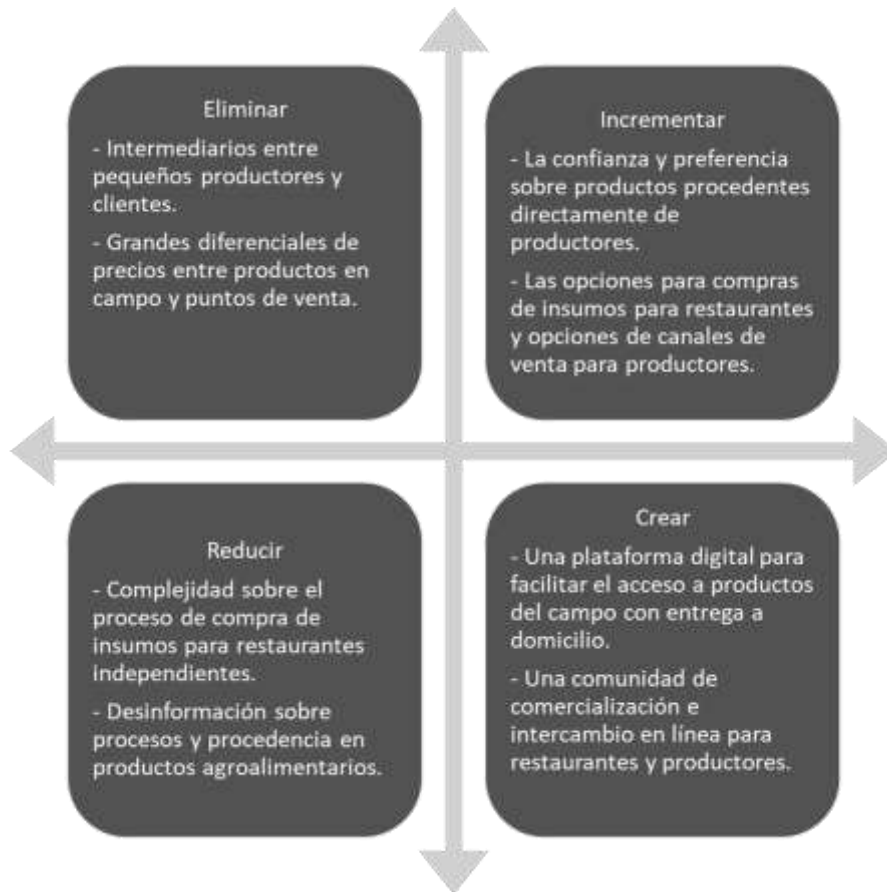 Eliminar
- Intermediarios entre
pequeños productores y
clientes.
- Grandes diferenciales de
precios entre productos en
campo y puntos de venta.
Incrementar
- La confianza y preferencia
sobre productos procedentes
directamente de
productores.
- Las opciones para compras
de insumos para restaurantes
y opciones de canales de
venta para productores.
Reducir
- Complejidad sobre el
proceso de compra de
insumos para restaurantes
independientes.
- Desinformación sobre
procesos y procedencia en
productos agroalimentarios.
Crear
- Una plataforma digital para
facilitar el acceso a productos
del campo con entrega a
domicilio.
- Una comunidad de
comercialización e
intercambio en línea para
restaurantes y productores.